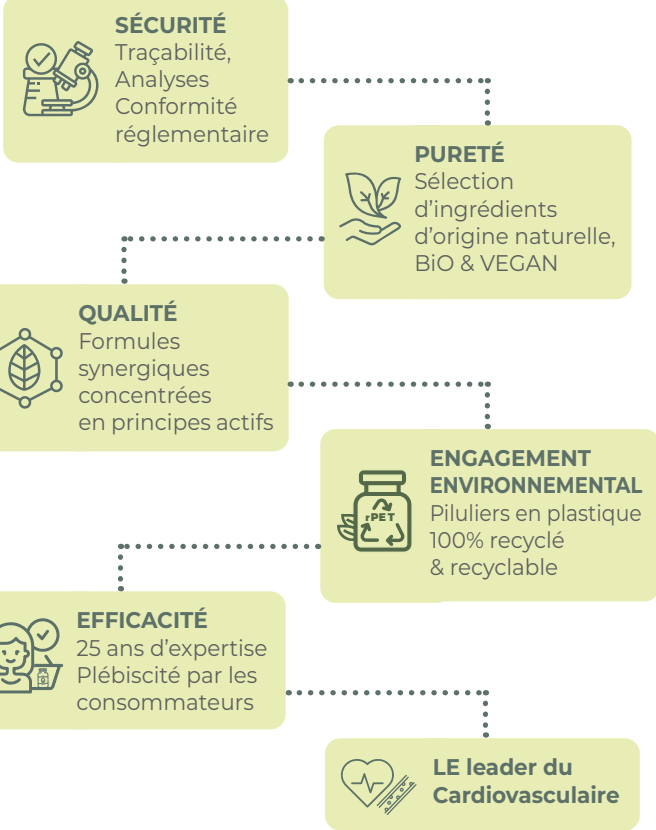 SÉCURITÉ
Traçabilité,
Analyses
Conformité
réglementaire
PURETÉ
Sélection
d’ingrédients
d’origine naturelle,
BiO & VEGAN
QUALITÉ
Formules
synergiques
concentrées
en principes actifs
ENGAGEMENT
ENVIRONNEMENTAL
Piluliers en plastique
100% recyclé
& recyclable
rPET
EFFICACITÉ
25 ans d’expertise
Plébiscité par les
consommateurs
LE leader du
Cardiovasculaire